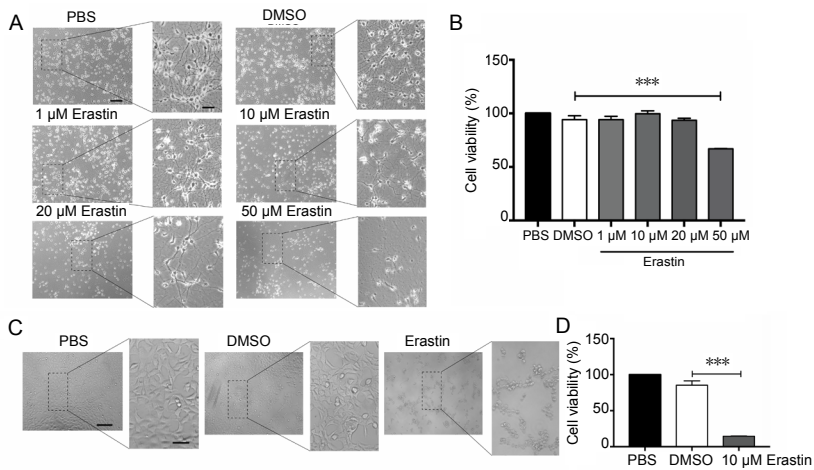 A
PBS
DMSO
1 µM Erastin
10 µM Erastin
20 µM Erastin
50 µM Erastin
B
Cell viability (%)
150
100
50
0
***
PBS DMSO 1 µM 10 µM 20 µM 50 µM
Erastin
C
PBS
DMSO
Erastin
D
Cell viability (%)
150
100
50
0
***
PBS DMSO 10 µM Erastin